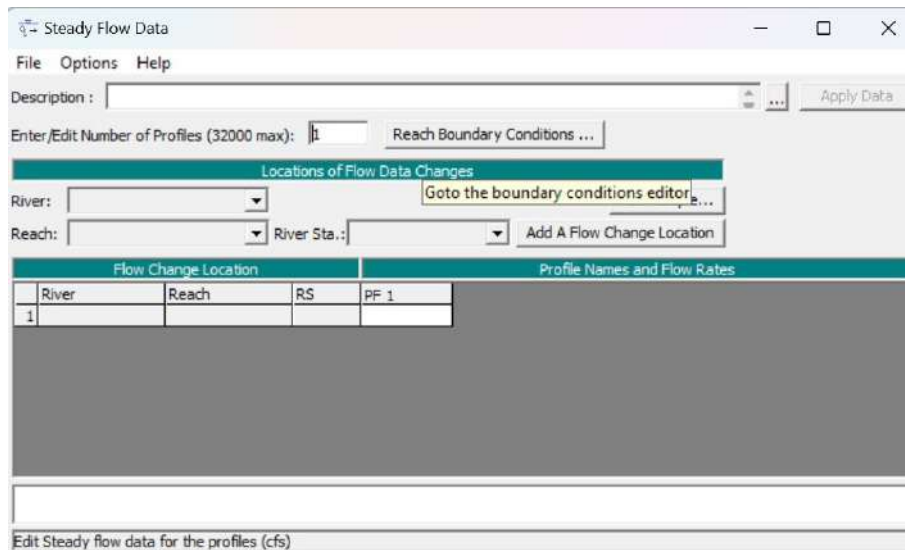 Steady Flow Data
File Options Help
Description : ... Apply Data
Enter/Edit Number of Profiles (32000 max): 1 Reach Boundary Conditions ...
Locations of Flow Data Changes
Goto the boundary conditions editor
River:
Reach: River Sta.: Add A Flow Change Location
Flow Change Location Profile Names and Flow Rates
River Reach RS PF 1
1
Edit Steady flow data for the profiles (cfs)